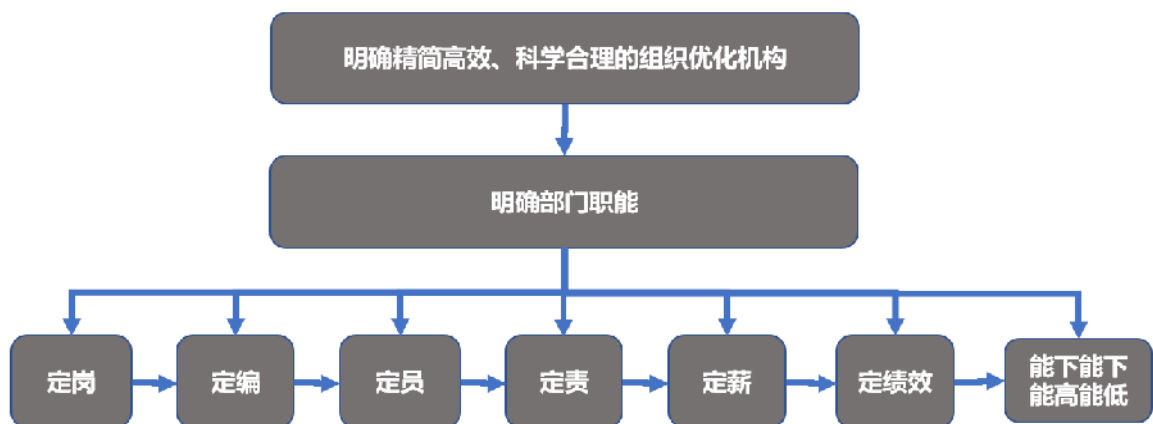 明确精简高效、科学合理的组织优化机构
明确部门职能
定岗
定编
定员
定责
定薪
定绩效
能下能下
能高能低